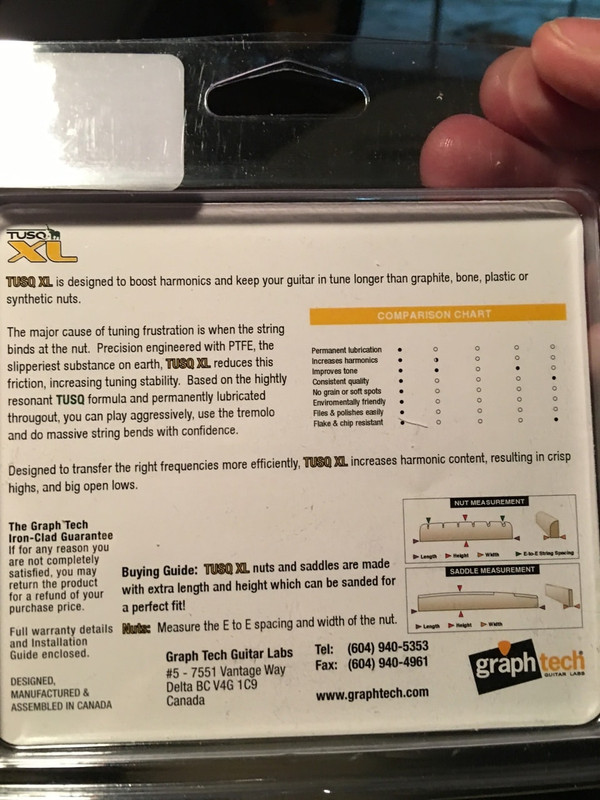 TUSQ
XL
TUSQ XL is designed to boost harmonics and keep your guitar in tune longer than graphite, bone, plastic or
synthetic nuts.
The major cause of tuning frustration is when the string
binds at the nut. Precision engineered with PTFE, the
slipperiest substance on earth, TUSQ XL reduces this
friction, increasing tuning stability. Based on the hightly
resonant TUSQ formula and permanently lubricated
througout, you can play aggressively, use the tremolo
and do massive string bends with confidence.
COMPARISON CHART
Permanent lubrication
Increases harmonics
Improves tone
Consistent quality
No grain or soft spots
Enviromentally friendly
Files & polishes easily
Flake & chip resistant
Designed to transfer the right frequencies more efficiently, TUSQ XL increases harmonic content, resulting in crisp
highs, and big open lows.
The Graph Tech
Iron-Clad Guarantee
If for any reason you
are not completely
satisfied, you may
return the product
for a refund of your
purchase price.
Full warranty details
and Installation
Guide enclosed.
DESIGNED,
MANUFACTURED &
ASSEMBLED IN CANADA
Buying Guide: TUSQ XL nuts and saddles are made
with extra length and height which can be sanded for
a perfect fit!
Nuts: Measure the E to E spacing and width of the nut.
NUT MEASUREMENT
Length Height Width E-to-E String Spacing
SADDLE MEASUREMENT
Length Height Width
Graph Tech Guitar Labs
#5 - 7551 Vantage Way
Delta BC V4G 1C9
Canada
Tel: (604) 940-5353
Fax: (604) 940-4961
www.graphtech.com
graph tech
GUITAR LABS